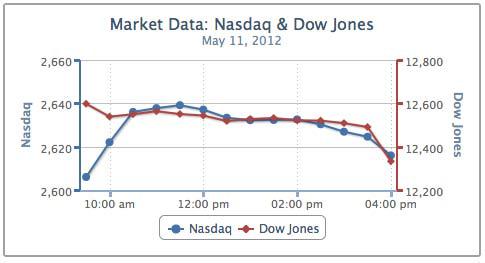 Market Data: Nasdaq & Dow Jones
May 11, 2012
Nasdaq
2,660
2,640
2,620
2,600
12,800
12,600
12,400
12,200
Dow Jones
10:00 am 12:00 pm 02:00 pm 04:00 pm
Nasdaq Dow Jones